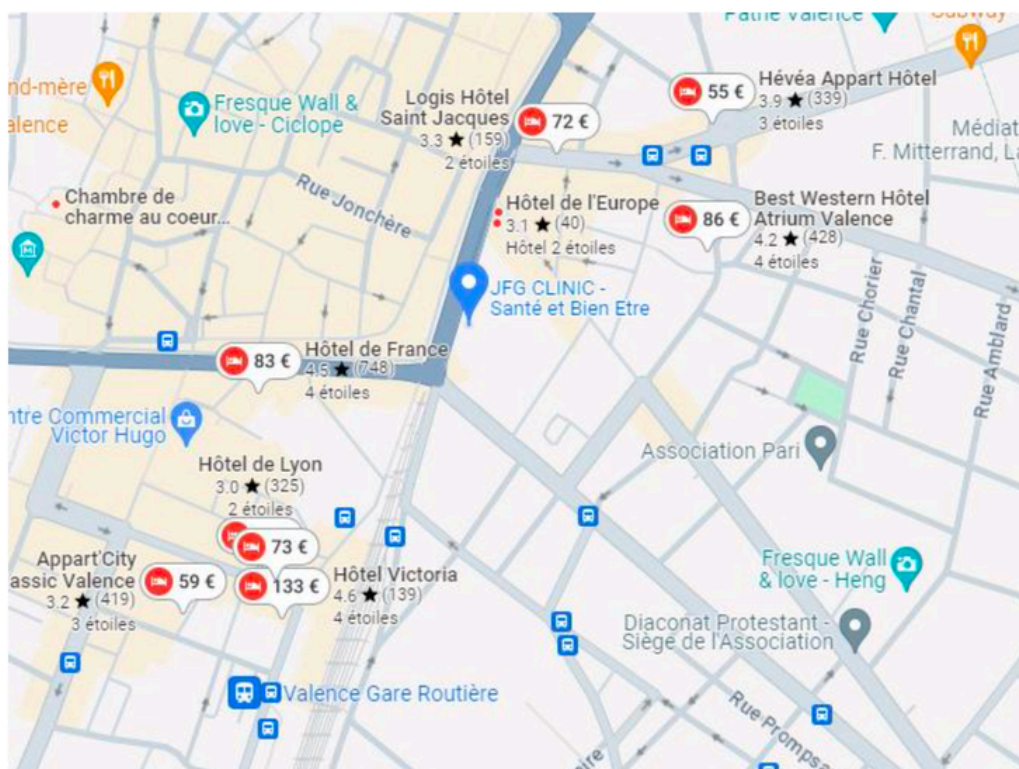 Pathé Valence
Subway
nd-mère
alence
Fresque Wall &
love - Ciclope
Logis Hôtel
Saint Jacques
3.3 ★ (159)
2 étoiles
72 €
55 €
Hévéa Appart Hôtel
3.9 ★ (339)
3 étoiles
Médiat
F. Mitterrand, La
Chambre de
charme au coeur...
Rue Jonchère
Hôtel de l'Europe
3.1 ★ (40)
Hôtel 2 étoiles
86 €
Best Western Hôtel
Atrium Valence
4.2 ★ (428)
4 étoiles
JFG CLINIC -
Santé et Bien Etre
Rue Chorier
Rue Chantal
Rue Amblard
83 €
Hôtel de France
4.5 ★ (748)
4 étoiles
ntre Commercial
Victor Hugo
Association Pari
Hôtel de Lyon
3.0 ★ (325)
2 étoiles
73 €
Appart'City
assic Valence
3.2 ★ (419)
3 étoiles
59 €
133 €
Hôtel Victoria
4.6 ★ (139)
4 étoiles
Fresque Wall
& love - Heng
Diaconat Protestant -
Siège de l'Association
Valence Gare Routière
Rue Prompsa
aire